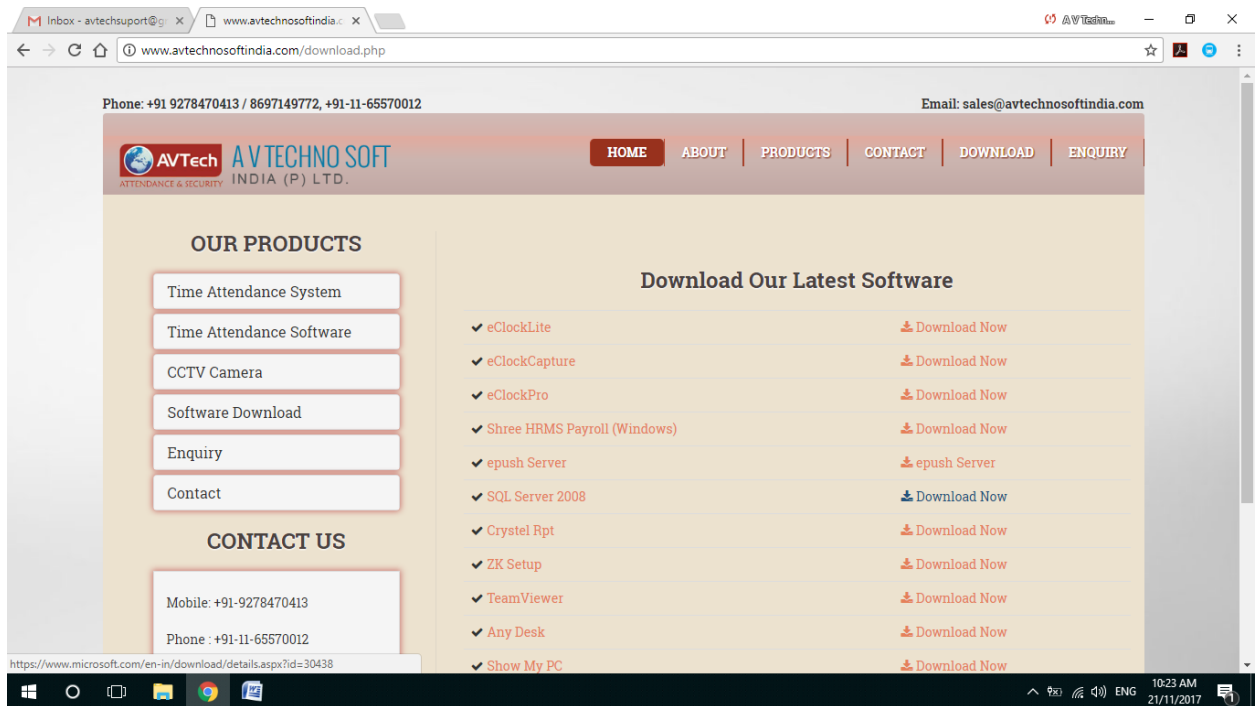 Inbox - avtechsuport@g
www.avtechnosoftindia.c
A V Techn...
www.avtechnosoftindia.com/download.php
Phone: +91 9278470413 / 8697149772, +91-11-65570012
Email: sales@avtechnosoftindia.com
AVTech
ATTENDANCE & SECURITY
A V TECHNO SOFT
INDIA (P) LTD.
HOME ABOUT PRODUCTS CONTACT DOWNLOAD ENQUIRY
OUR PRODUCTS
Time Attendance System
Time Attendance Software
CCTV Camera
Software Download
Enquiry
Contact
CONTACT US
Mobile: +91-9278470413
Phone : +91-11-65570012
Download Our Latest Software
eClockLite Download Now
eClockCapture Download Now
eClockPro Download Now
Shree HRMS Payroll (Windows) Download Now
epush Server epush Server
SQL Server 2008 Download Now
Crystel Rpt Download Now
ZK Setup Download Now
TeamViewer Download Now
Any Desk Download Now
Show My PC Download Now
https://www.microsoft.com/en-in/download/details.aspx?id=30438
ENG
10:23 AM
21/11/2017
1